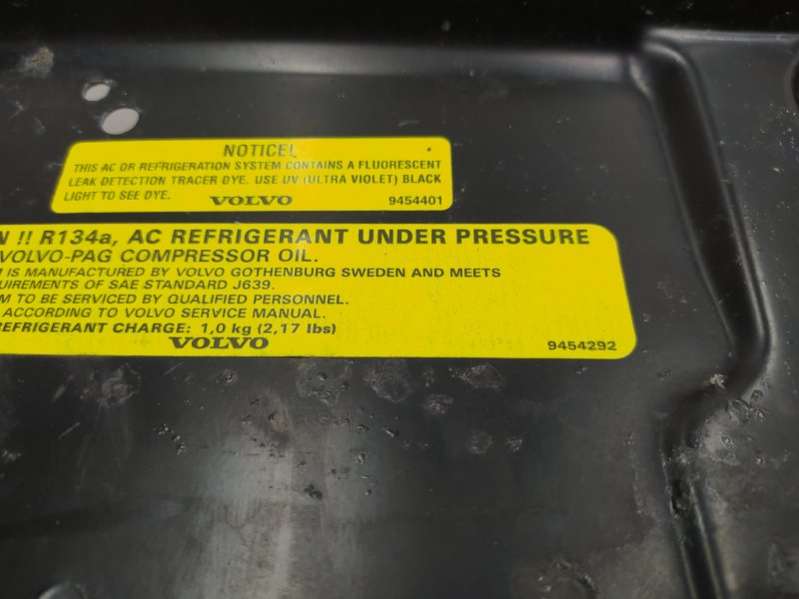 NOTICE!
THIS AC OR REFRIGERATION SYSTEM CONTAINS A FLUORESCENT
LEAK DETECTION TRACER DYE. USE UV (ULTRA VIOLET) BLACK
LIGHT TO SEE DYE. VOLVO 9454401
N !! R134a, AC REFRIGERANT UNDER PRESSURE
VOLVO-PAG COMPRESSOR OIL.
M IS MANUFACTURED BY VOLVO GOTHENBURG SWEDEN AND MEETS
UIREMENTS OF SAE STANDARD J639.
M TO BE SERVICED BY QUALIFIED PERSONNEL.
ACCORDING TO VOLVO SERVICE MANUAL.
REFRIGERANT CHARGE: 1,0 kg (2,17 lbs)
VOLVO 9454292